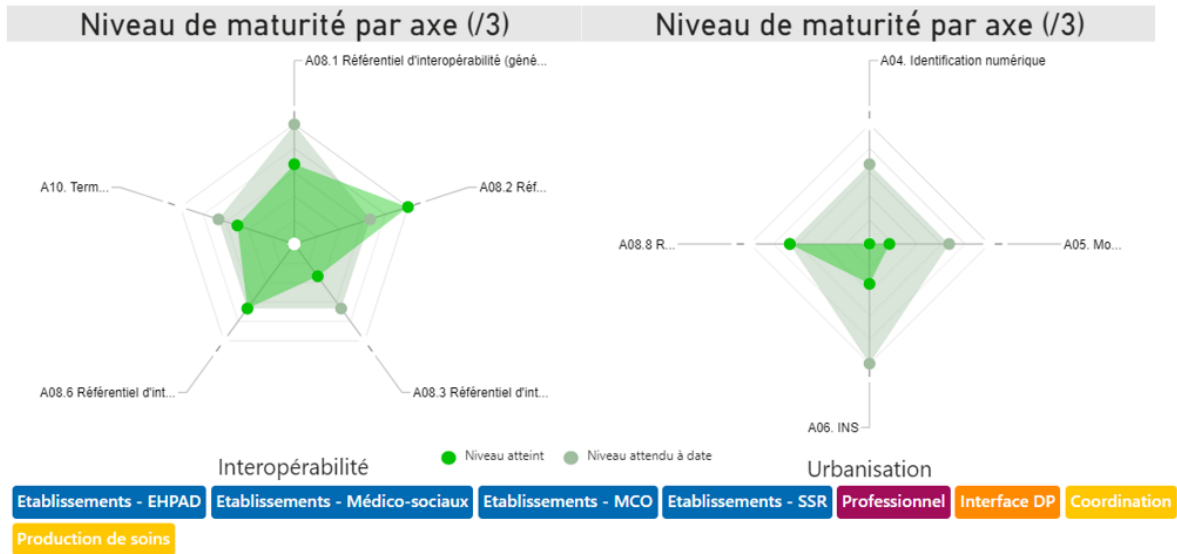 Niveau de maturité par axe (/3)
A08.1 Référentiel d'interopérabilité (géné...
A10. Term...
A08.2 Réf...
A08.6 Référentiel d'int...
A08.3 Référentiel d'int...
Interopérabilité
Niveau de maturité par axe (/3)
A04. Identification numérique
A08.8 R...
A05. Mo...
A06. INS
Niveau atteint
Niveau attendu à date
Urbanisation
Etablissements - EHPAD
Etablissements - Médico-sociaux
Etablissements - MCO
Etablissements - SSR
Professionnel
Interface DP
Coordination
Production de soins